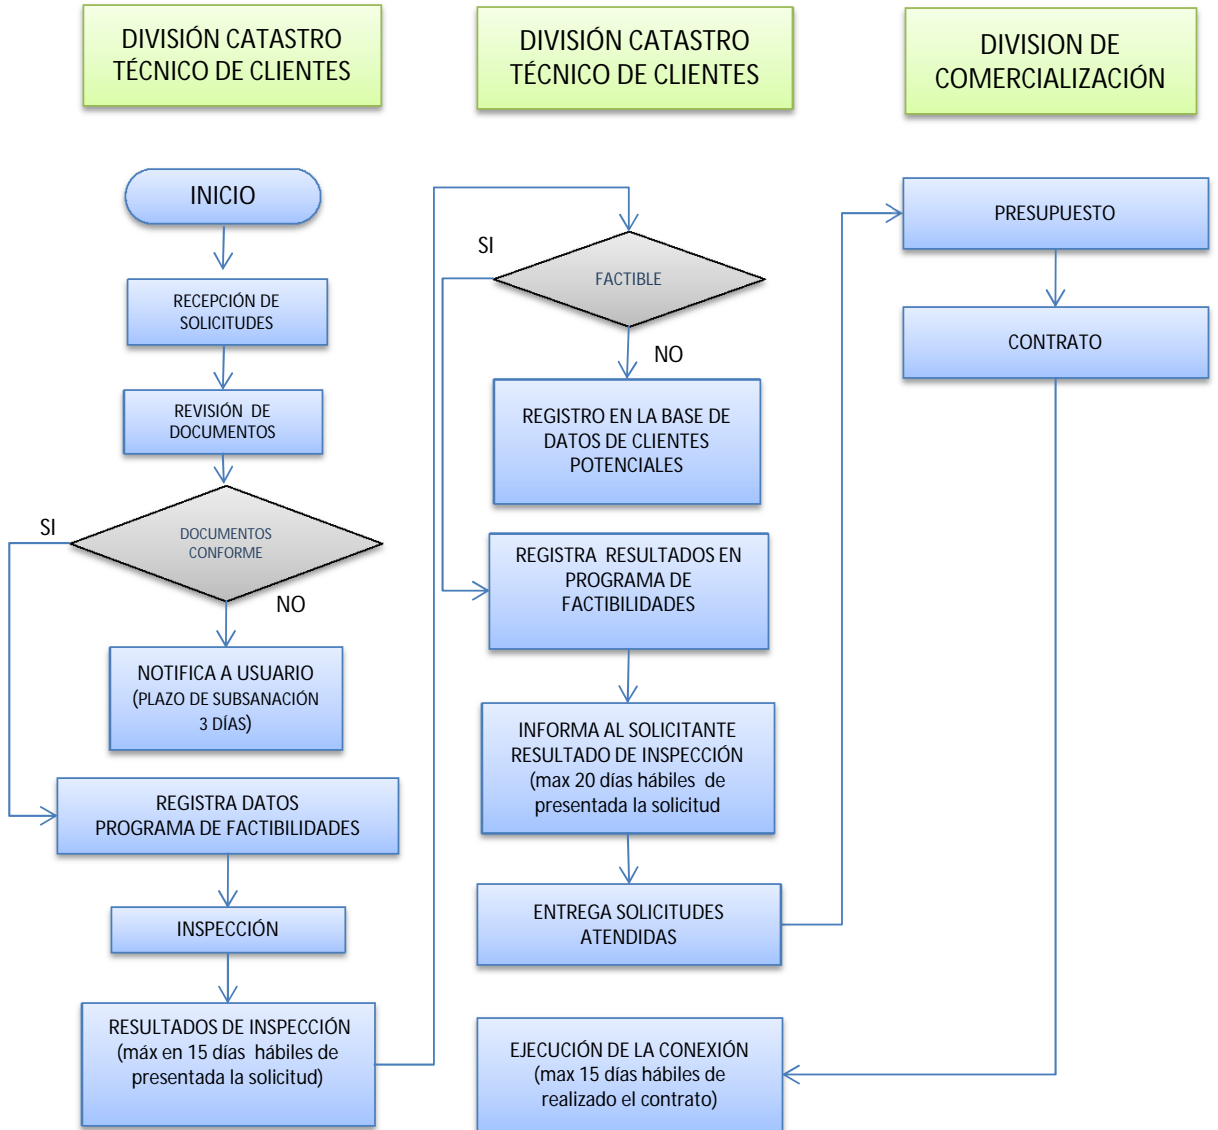 DIVISIÓN CATASTRO
TÉCNICO DE CLIENTES
DIVISIÓN CATASTRO
TÉCNICO DE CLIENTES
DIVISION DE
COMERCIALIZACIÓN
INICIO
RECEPCIÓN DE
SOLICITUDES
REVISIÓN DE
DOCUMENTOS
DOCUMENTOS
CONFORME
SI
NO
NOTIFICA A USUARIO
(PLAZO DE SUBSANACIÓN
3 DÍAS)
REGISTRA DATOS
PROGRAMA DE FACTIBILIDADES
INSPECCIÓN
RESULTADOS DE INSPECCIÓN
(máx en 15 días hábiles de
presentada la solicitud)
FACTIBLE
SI
NO
REGISTRO EN LA BASE DE
DATOS DE CLIENTES
POTENCIALES
REGISTRA RESULTADOS EN
PROGRAMA DE
FACTIBILIDADES
INFORMA AL SOLICITANTE
RESULTADO DE INSPECCIÓN
(max 20 días hábiles de
presentada la solicitud
ENTREGA SOLICITUDES
ATENDIDAS
PRESUPUESTO
CONTRATO
EJECUCIÓN DE LA CONEXIÓN
(max 15 días hábiles de
realizado el contrato)